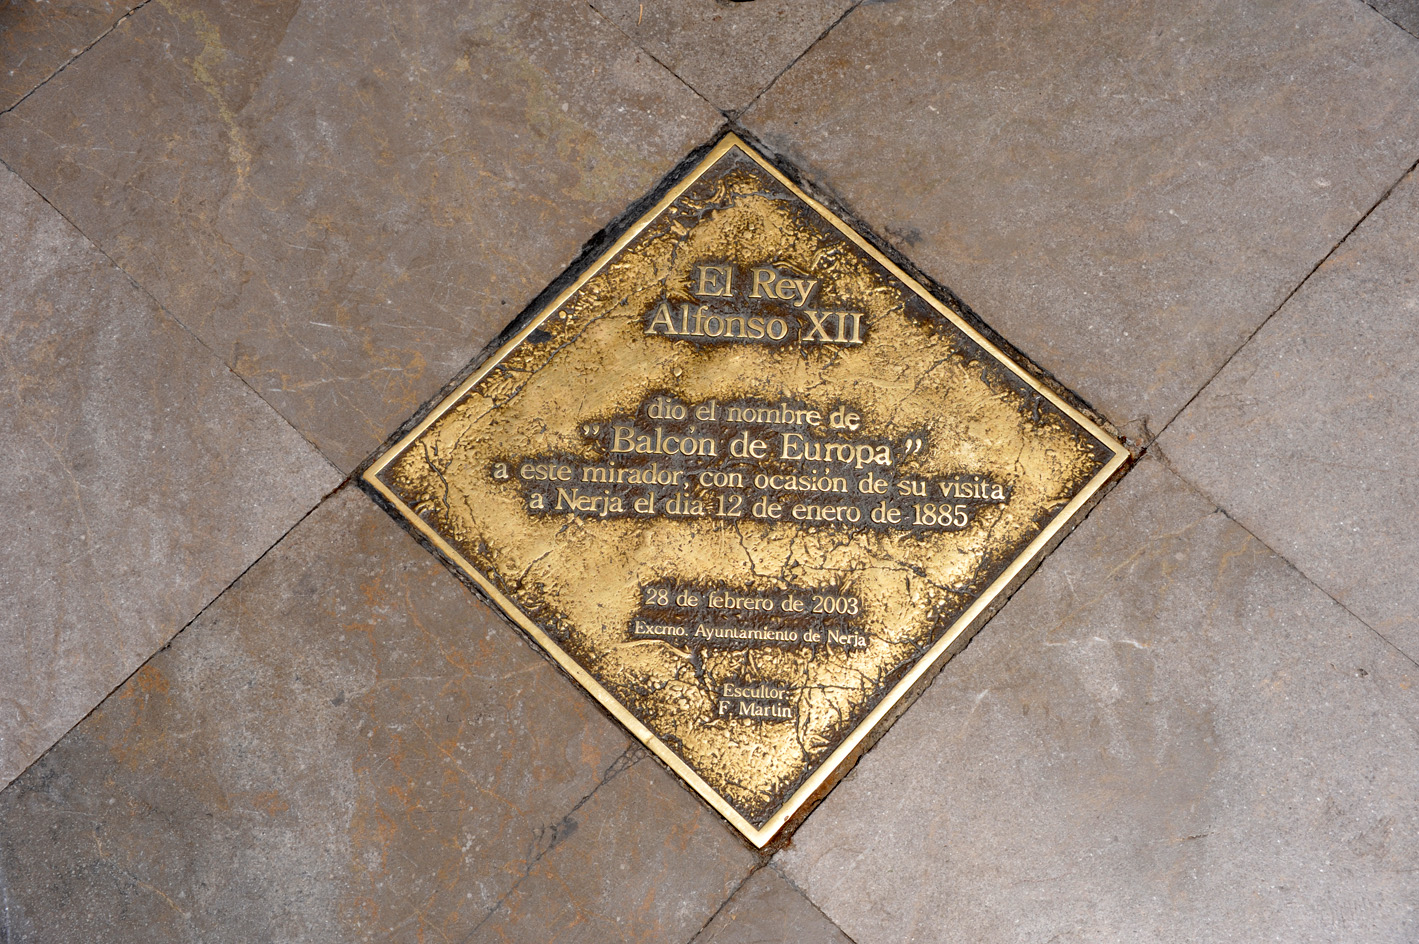 El Rey
Alfonso XII
dio el nombre de
" Balcón de Europa "
a este mirador, con ocasión de su visita
a Nerja el día 12 de enero de 1885
28 de febrero de 2003
Excmo. Ayuntamiento de Nerja
Escultor:
F. Martín